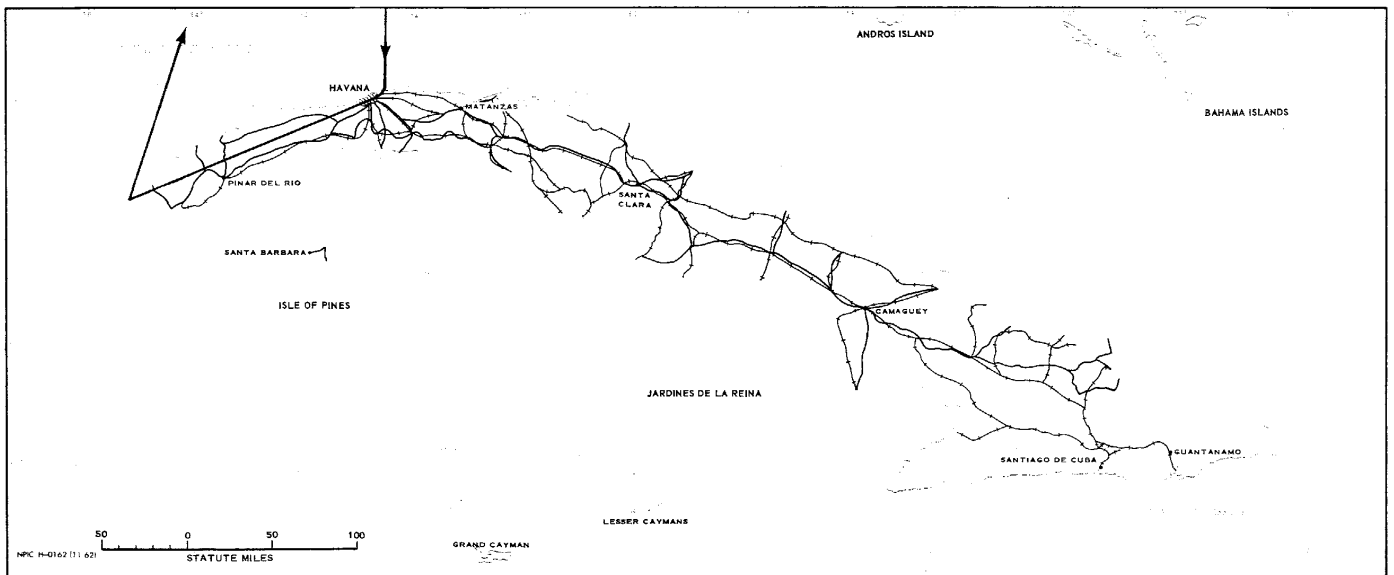 ANDROS ISLAND
HAVANA
MATANZAS
BAHAMA ISLANDS
PINAR DEL RIO
SANTA
CLARA
SANTA BARBARA
ISLE OF PINES
CAMAGUEY
JARDINES DE LA REINA
GUANTANAMO
SANTIAGO DE CUBA
LESSER CAYMANS
50 0 50 100
GRAND CAYMAN
NPIC H-0162 (11 62)
STATUTE MILES